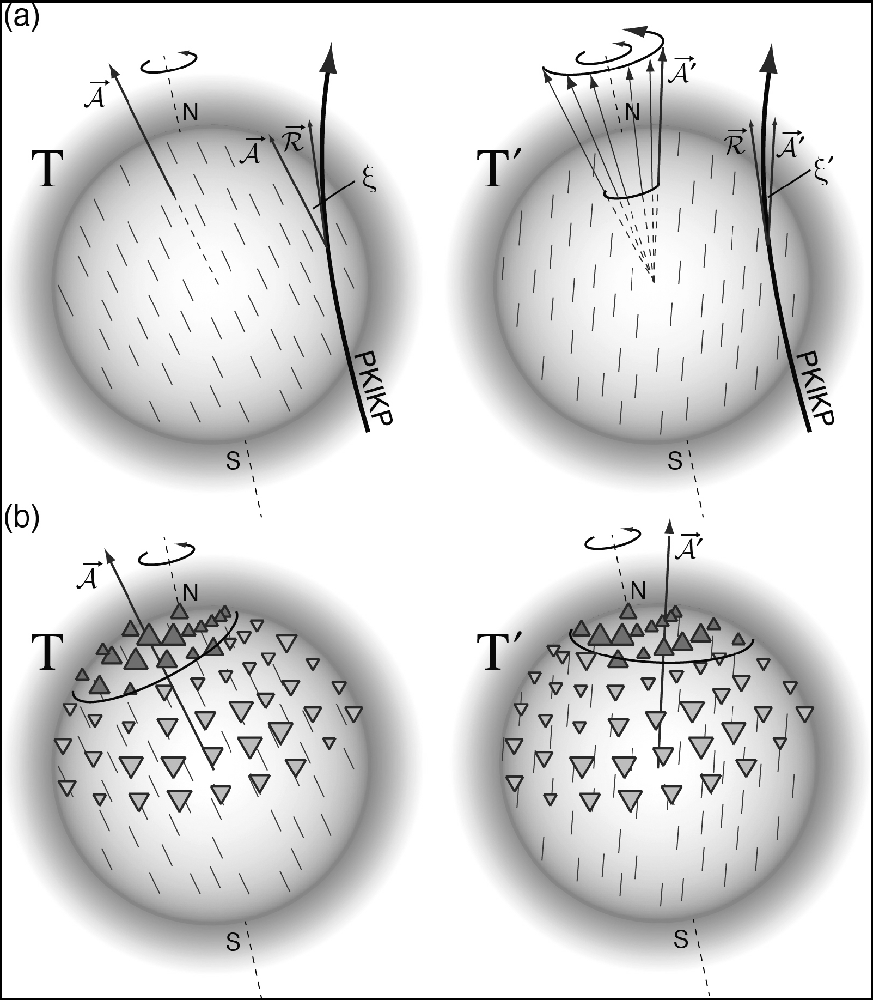 (a)
T
𝒜⃗
N
𝒜⃗
ℛ⃗
ξ
PKIKP
S
T′
N
𝒜⃗′
ℛ⃗
𝒜⃗′
ξ′
PKIKP
S
(b)
T
𝒜⃗
N
S
T′
𝒜⃗′
N
S